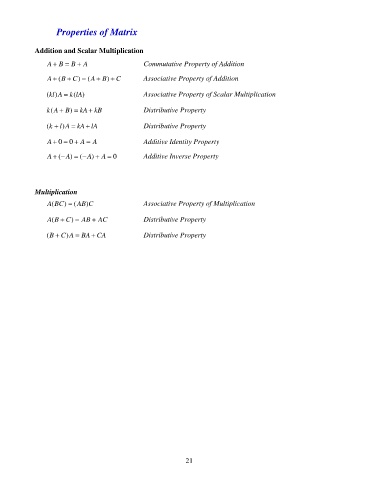 Properties of Matrix
Addition and Scalar Multiplication
A + B = B + A Commutative Property of Addition
A + (B + C) = (A + B) + C Associative Property of Addition
(kl)A = k(lA) Associative Property of Scalar Multiplication
k(A + B) = kA + kB Distributive Property
(k + l)A = kA + lA Distributive Property
A + 0 = 0 + A = A Additive Identity Property
A + (−A) = (−A) + A = 0 Additive Inverse Property
Multiplication
A(BC) = (AB)C Associative Property of Multiplication
A(B + C) = AB + AC Distributive Property
(B + C)A = BA + CA Distributive Property
21